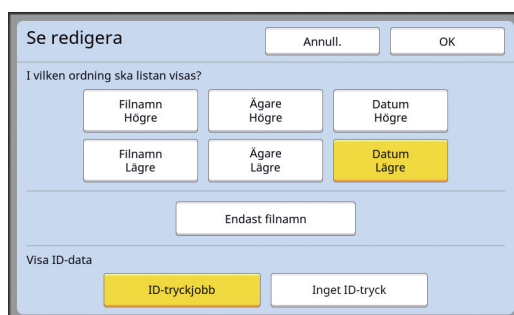 Se redigera
Annull.
OK
I vilken ordning ska listan visas?
Filnamn
Högre
Ägare
Högre
Datum
Högre
Filnamn
Lägre
Ägare
Lägre
Datum
Lägre
Endast filnamn
Visa ID-data
ID-tryckjobb
Inget ID-tryck